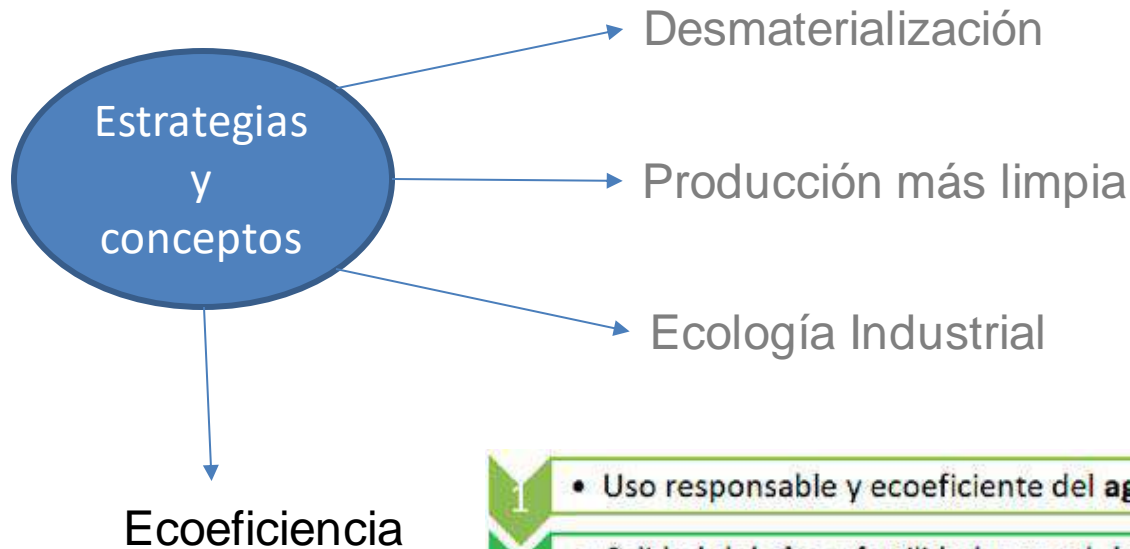 Desmaterialización
Estrategias
y
conceptos
Producción más limpia
Ecología Industrial
Ecoeficiencia
1
• Uso responsable y ecoeficiente del